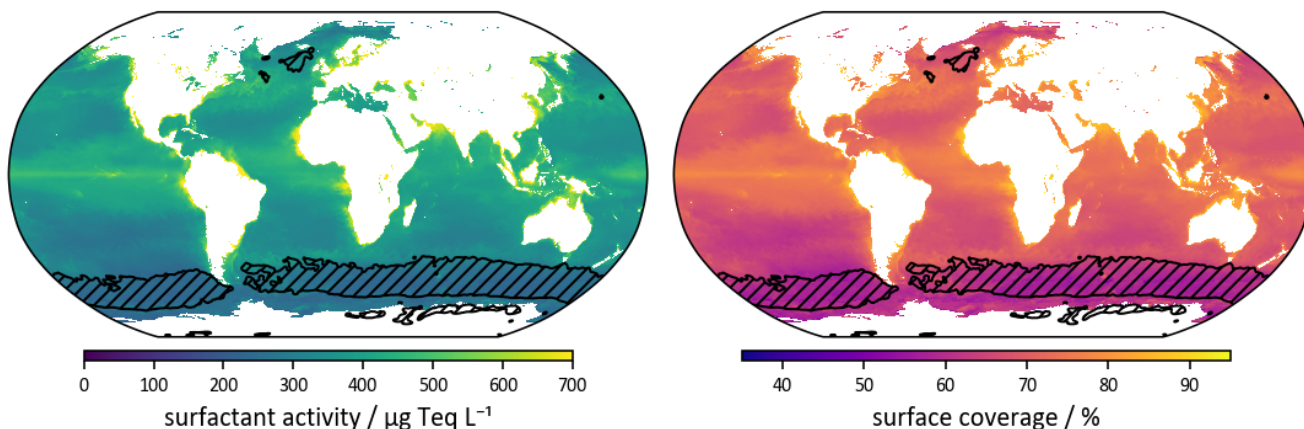 0 100 200 300 400 500 600 700
surfactant activity / µg Teq L⁻¹
40 50 60 70 80 90
surface coverage / %